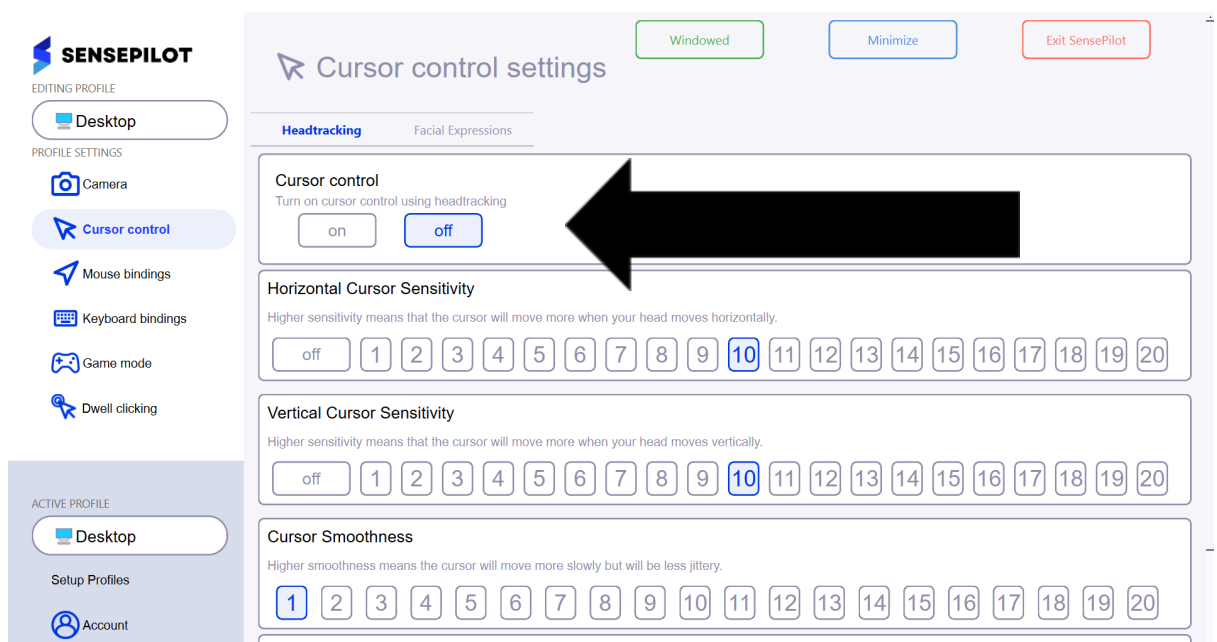 SENSEPILOT
EDITING PROFILE
Desktop
PROFILE SETTINGS
Camera
Cursor control
Mouse bindings
Keyboard bindings
Game mode
Dwell clicking
ACTIVE PROFILE
Desktop
Setup Profiles
Account
Windowed Minimize Exit SensePilot
Cursor control settings
Headtracking Facial Expressions
Cursor control
Turn on cursor control using headtracking
on off
Horizontal Cursor Sensitivity
Higher sensitivity means that the cursor will move more when your head moves horizontally.
off 1 2 3 4 5 6 7 8 9 10 11 12 13 14 15 16 17 18 19 20
Vertical Cursor Sensitivity
Higher sensitivity means that the cursor will move more when your head moves vertically.
off 1 2 3 4 5 6 7 8 9 10 11 12 13 14 15 16 17 18 19 20
Cursor Smoothness
Higher smoothness means the cursor will move more slowly but will be less jittery.
1 2 3 4 5 6 7 8 9 10 11 12 13 14 15 16 17 18 19 20